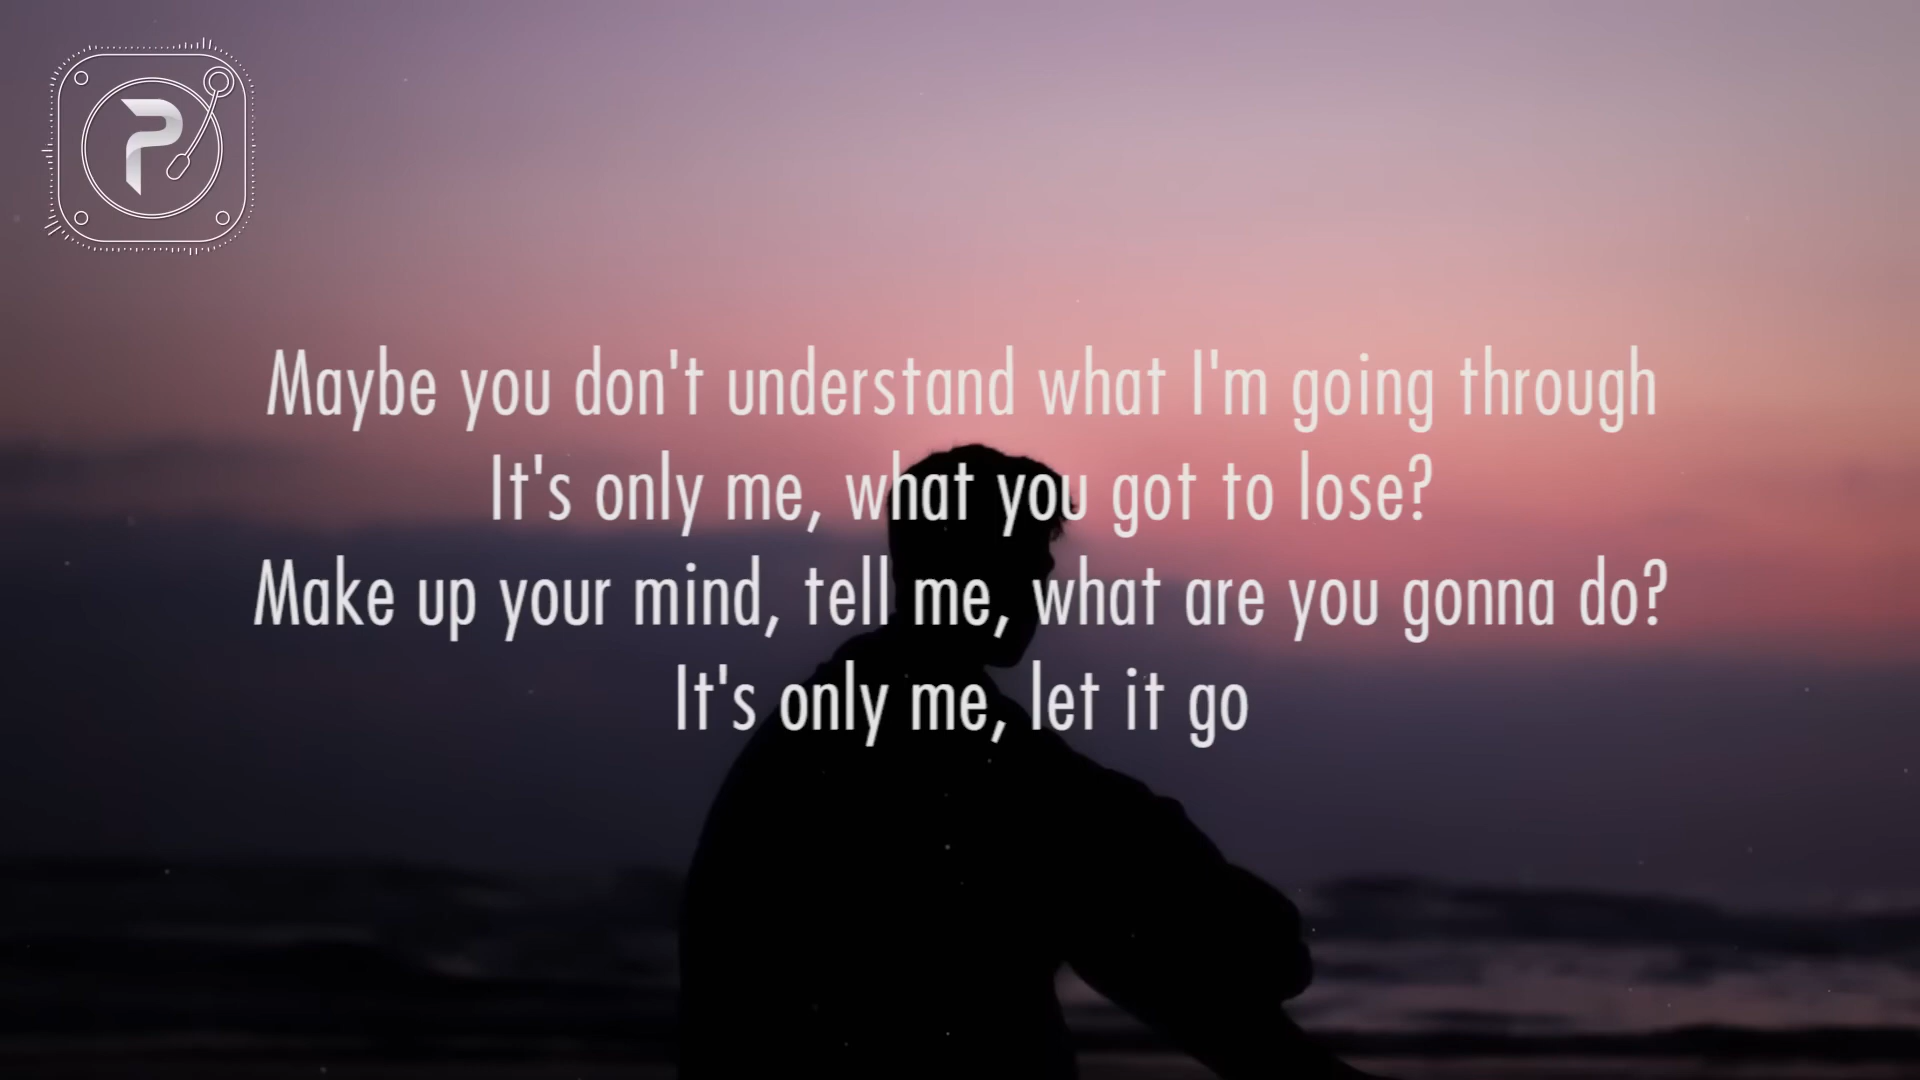 P
Maybe you don't understand what I'm going through
It's only me, what you got to lose?
Make up your mind, tell me, what are you gonna do?
It's only me, let it go